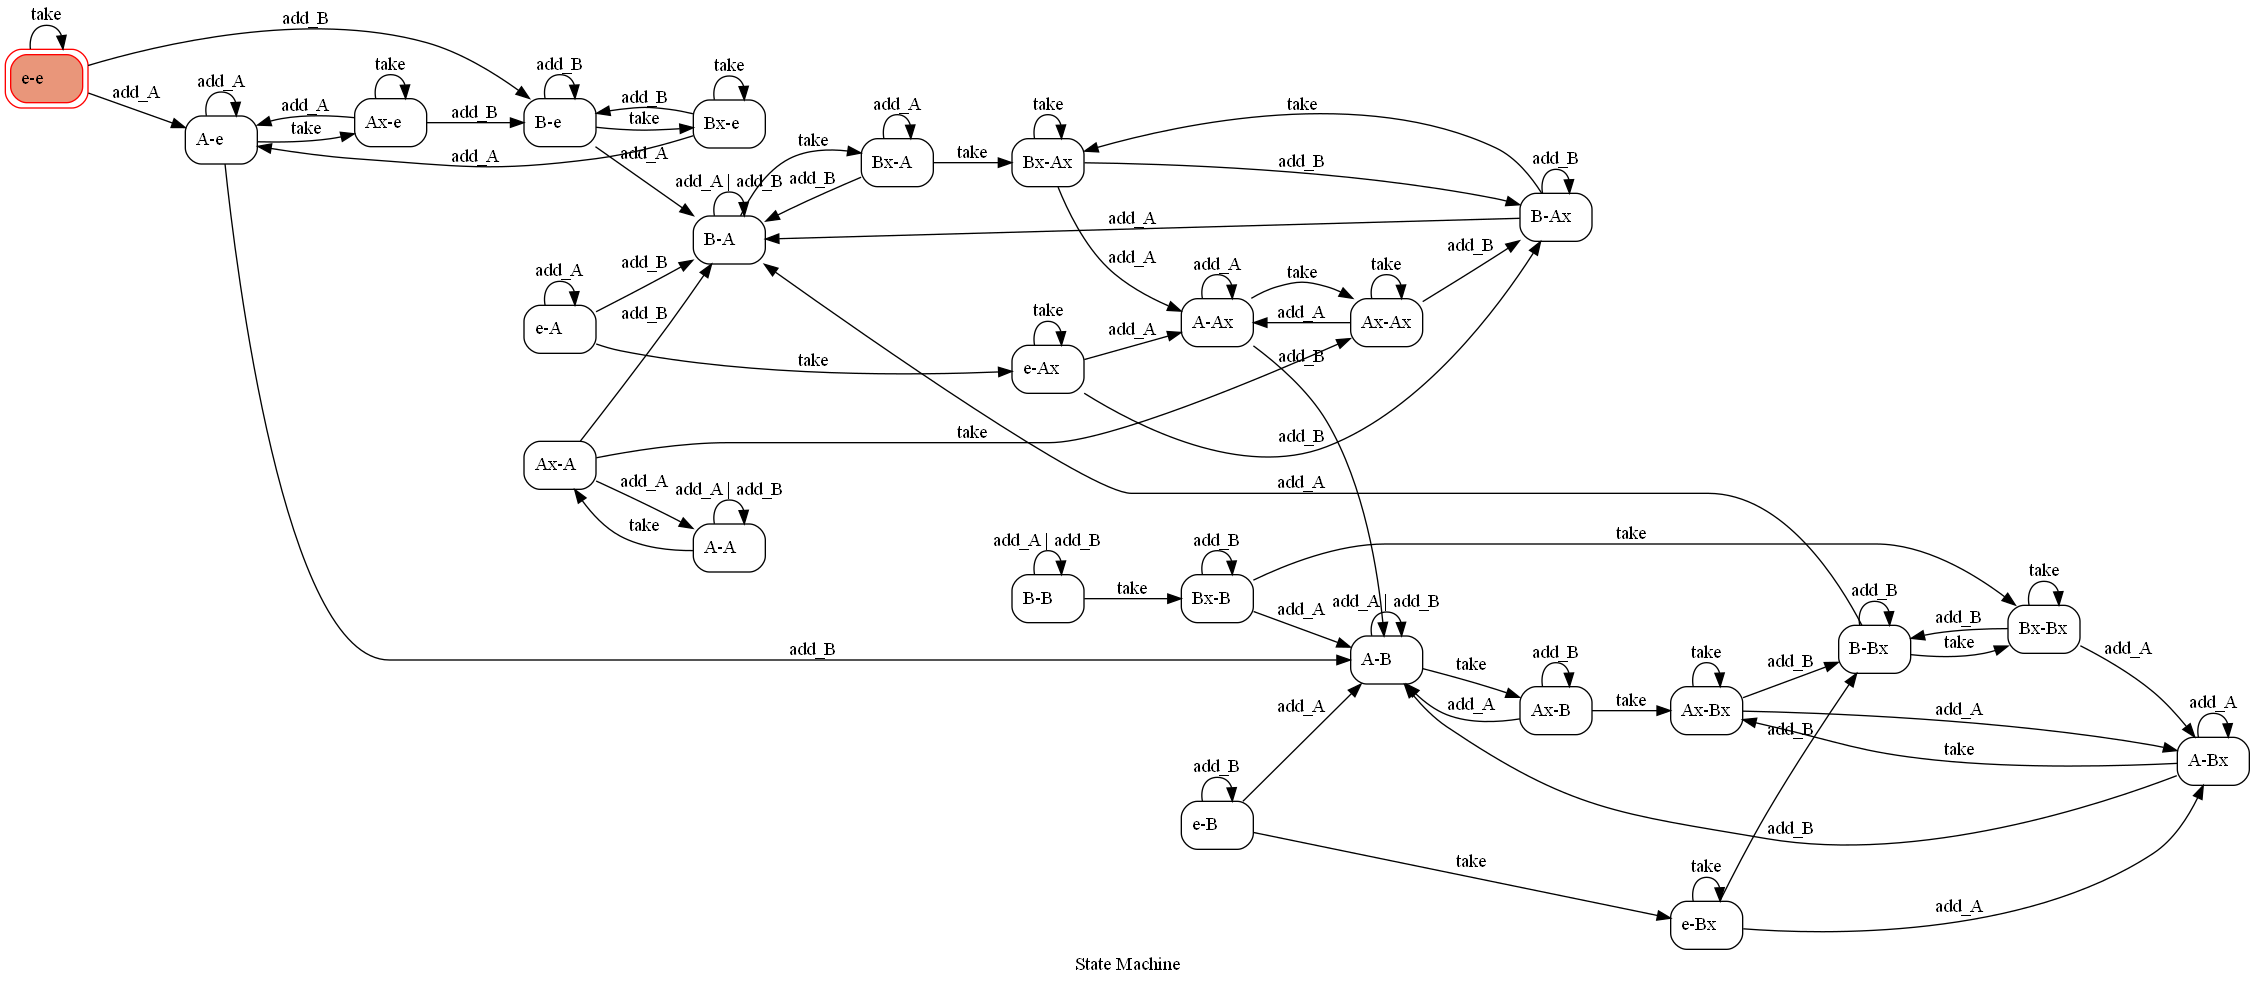 take
add_B
e-e
add_A
add_A
take
add_B
take
A-e
add_A
take
Ax-e
add_B
B-e
add_B
take
Bx-e
add_A
add_A
add_A
take
add_A | add_B
take
Bx-A
take
Bx-Ax
take
add_B
add_B
add_B
B-Ax
B-A
add_A
add_A
add_B
e-A
add_B
add_A
add_A
take
take
add_B
A-Ax
add_A
Ax-Ax
add_B
take
take
e-Ax
add_A
add_B
take
add_B
Ax-A
add_A
take
add_A | add_B
A-A
add_A
add_A | add_B
B-B
take
add_B
Bx-B
take
add_A
add_A | add_B
add_B
A-B
take
add_B
Ax-B
add_A
take
take
Ax-Bx
add_B
add_B
B-Bx
add_B
take
take
Bx-Bx
add_A
add_A
add_A
take
A-Bx
add_B
add_B
add_A
add_B
e-B
take
take
e-Bx
add_A
State Machine